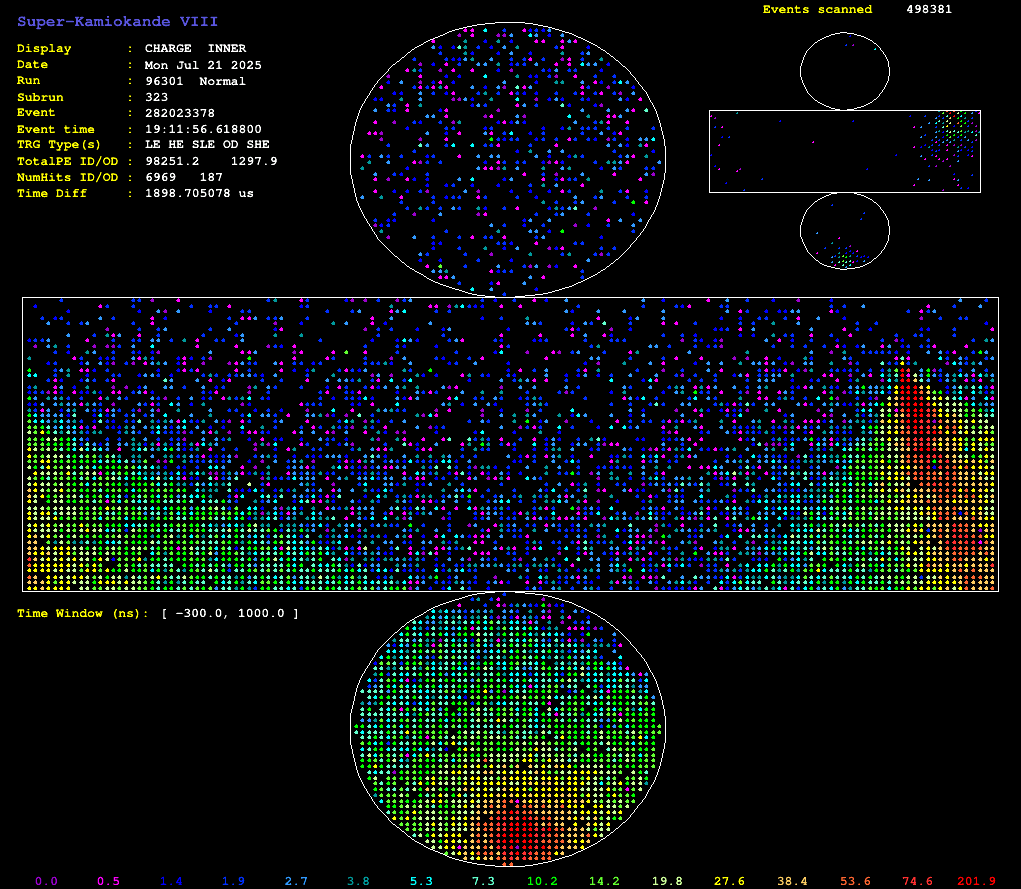 Super-Kamiokande VIII
Events scanned 498381
Display : CHARGE INNER
Date : Mon Jul 21 2025
Run : 96301 Normal
Subrun : 323
Event : 282023378
Event time : 19:11:56.618800
TRG Type(s) : LE HE SLE OD SHE
TotalPE ID/OD : 98251.2 1297.9
NumHits ID/OD : 6969 187
Time Diff : 1898.705078 us
Time Window (ns): [ -300.0, 1000.0 ]
0.0 0.5 1.4 1.9 2.7 3.8 5.3 7.3 10.2 14.2 19.8 27.6 38.4 53.6 74.6 201.9